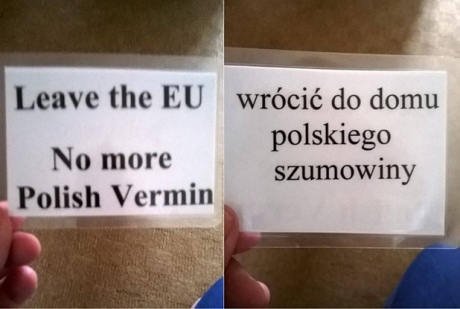 Leave the EU
No more
Polish Vermin
wrócić do domu
polskiego
szumowiny